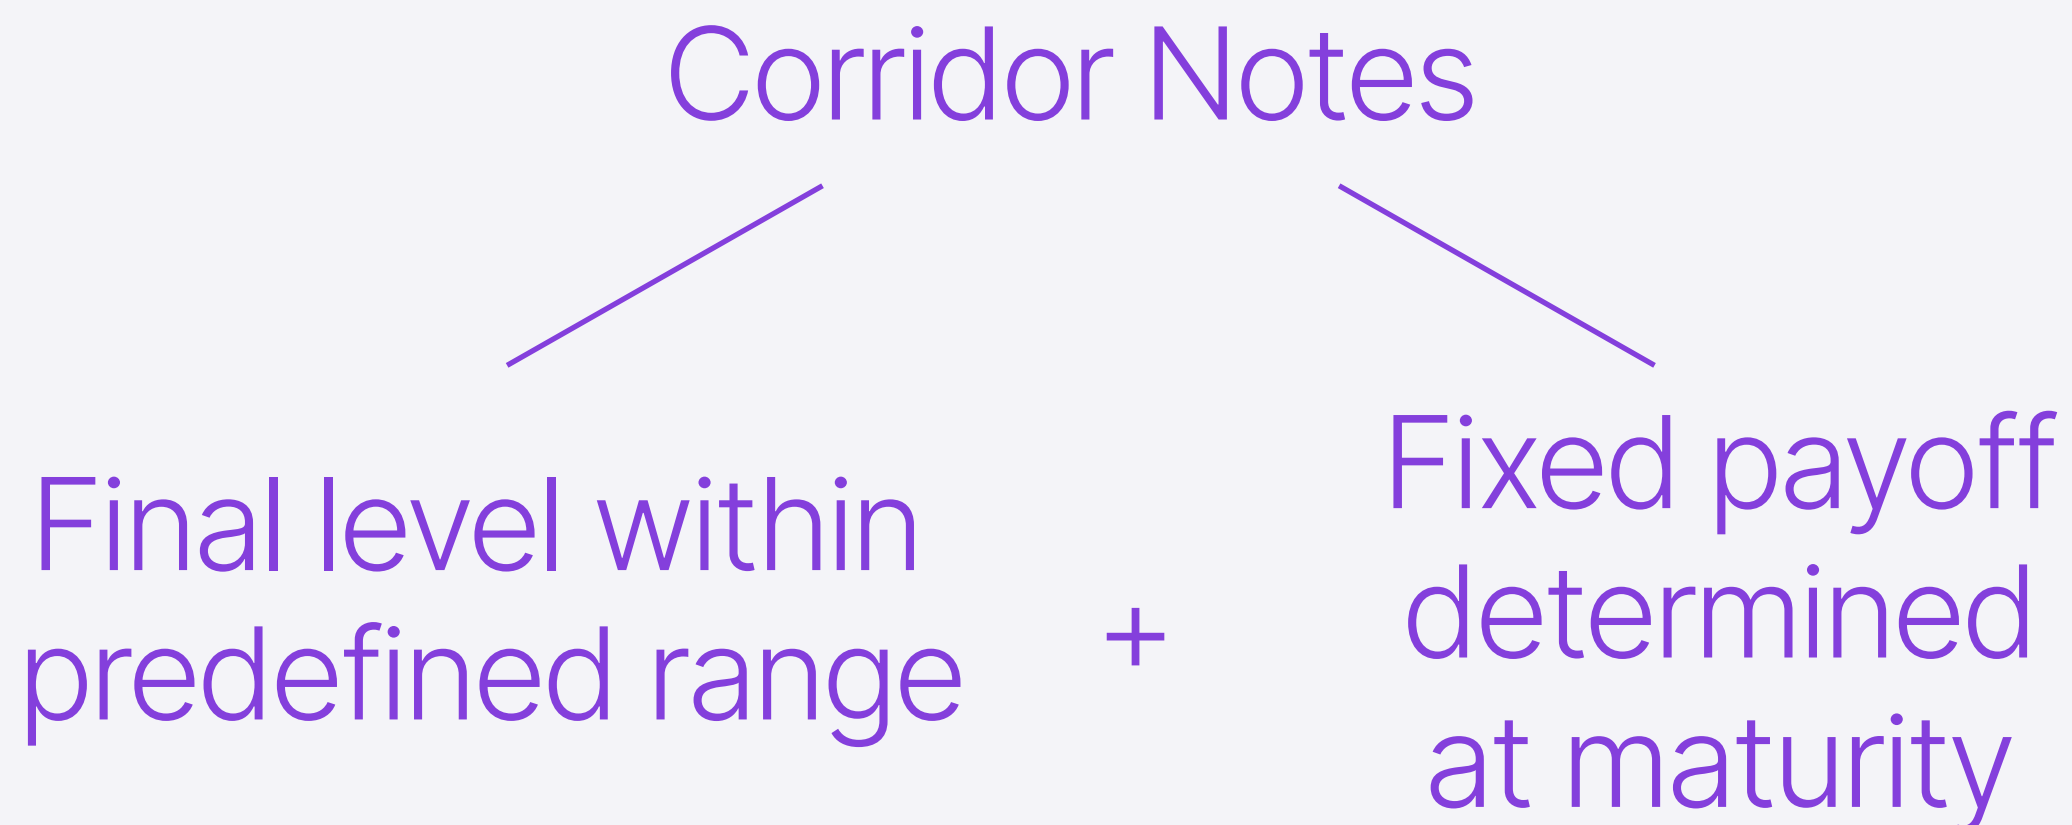 Corridor Notes
Final level within
predefined range
+
Fixed payoff
determined
at maturity